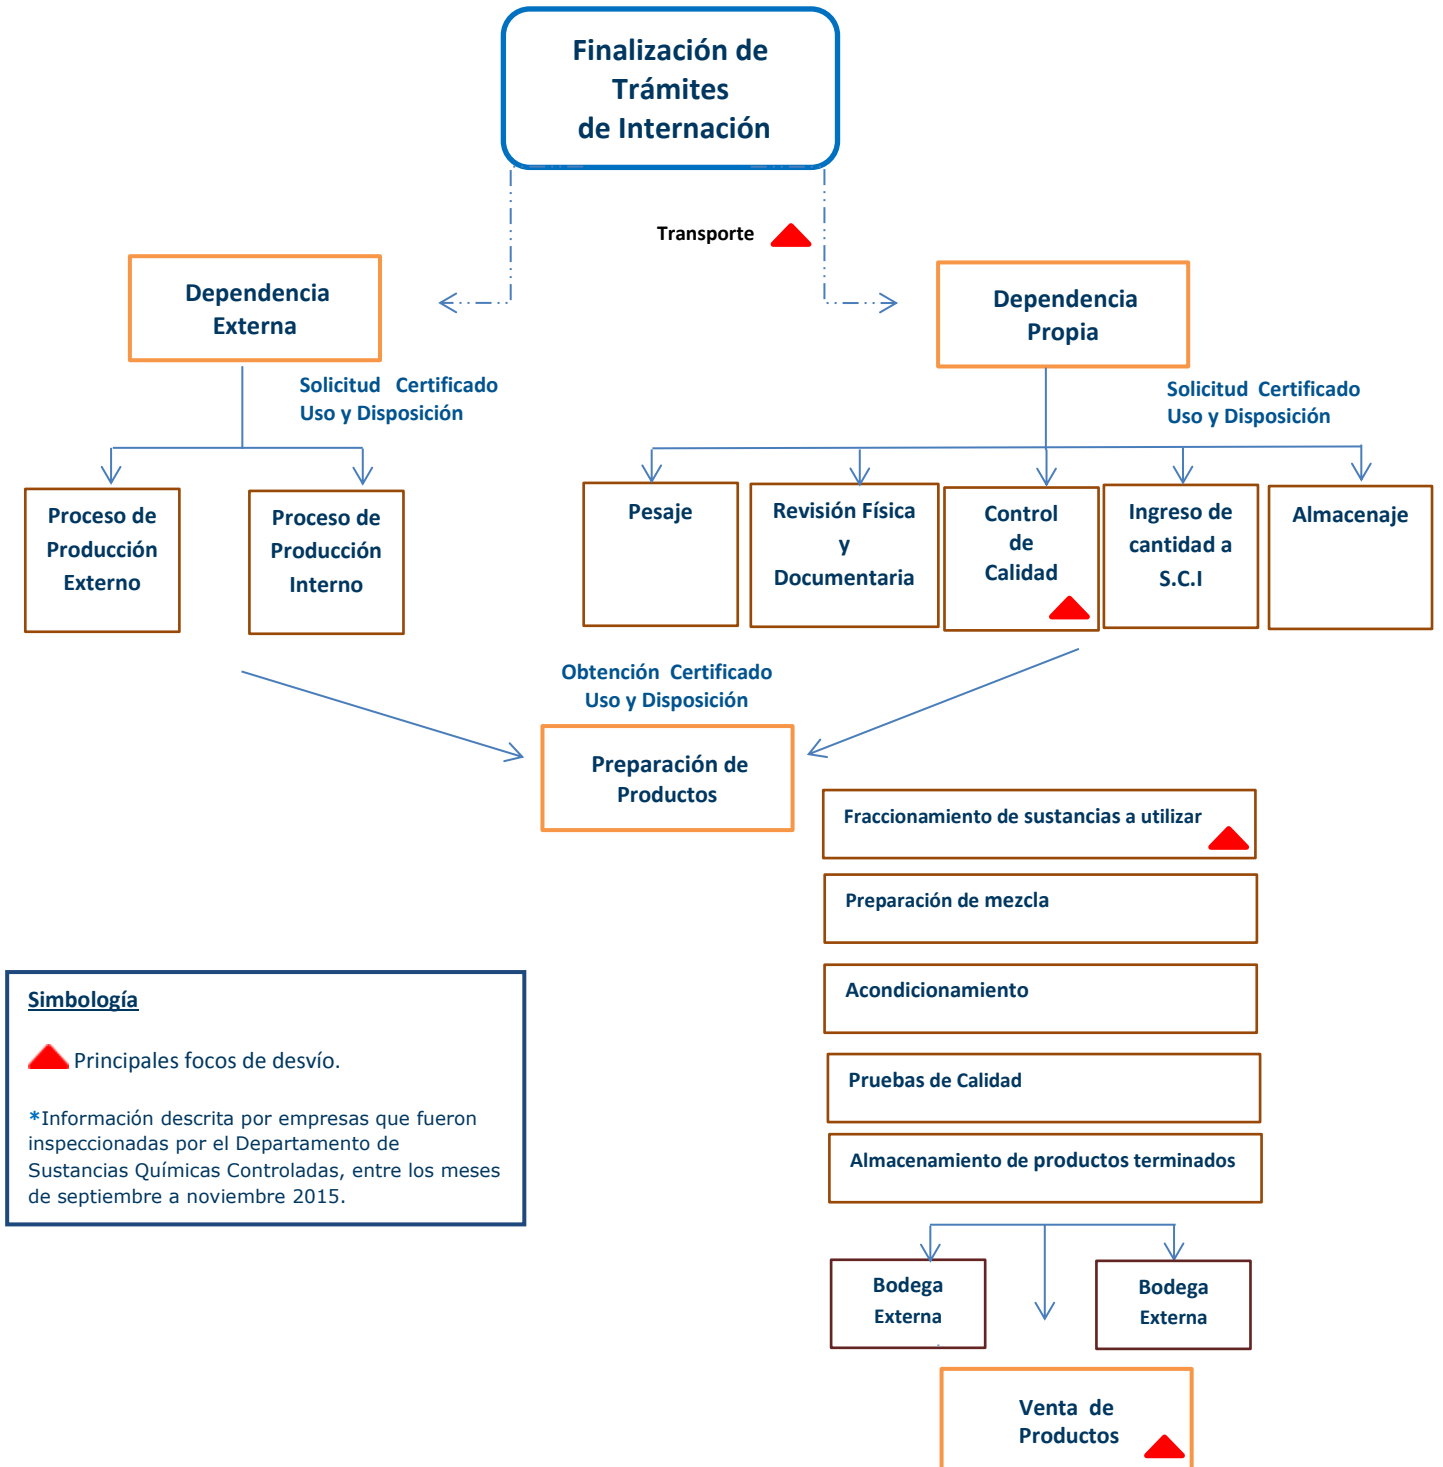 Finalización de
Trámites
de Internación
Transporte
Dependencia
Externa
Dependencia
Propia
Solicitud Certificado
Uso y Disposición
Solicitud Certificado
Uso y Disposición
Proceso de
Producción
Externo
Proceso de
Producción
Interno
Pesaje
Revisión Física
y
Documentaria
Control
de
Calidad
Ingreso de
cantidad a
S.C.I
Almacenaje
Obtención Certificado
Uso y Disposición
Preparación de
Productos
Fraccionamiento de sustancias a utilizar
Preparación de mezcla
Acondicionamiento
Pruebas de Calidad
Almacenamiento de productos terminados
Simbología
Principales focos de desvío.
*Información descrita por empresas que fueron
inspeccionadas por el Departamento de
Sustancias Químicas Controladas, entre los meses
de septiembre a noviembre 2015.
Bodega
Externa
Bodega
Externa
Venta de
Productos